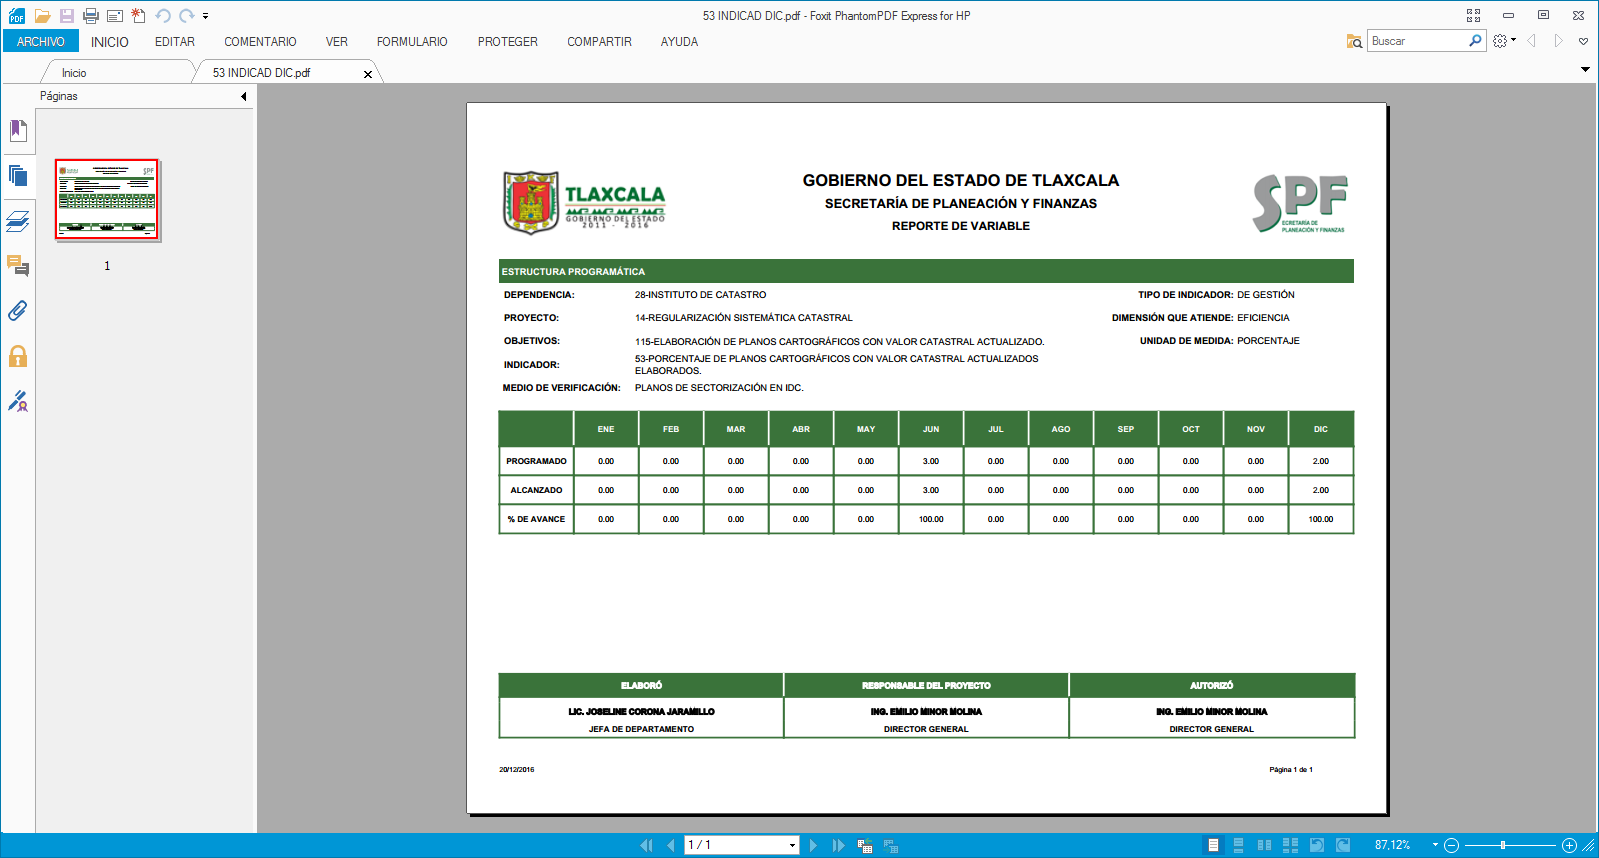 53 INDICAD DIC.pdf - Foxit PhantomPDF Express for HP
ARCHIVO INICIO EDITAR COMENTARIO VER FORMULARIO PROTEGER COMPARTIR AYUDA Buscar
Inicio 53 INDICAD DIC.pdf
Páginas
1
TLAXCALA
GOBIERNO DEL ESTADO
2011 - 2016
GOBIERNO DEL ESTADO DE TLAXCALA
SECRETARÍA DE PLANEACIÓN Y FINANZAS
REPORTE DE VARIABLE
SPF
SECRETARÍA DE
PLANEACIÓN Y FINANZAS
ESTRUCTURA PROGRAMÁTICA
DEPENDENCIA: 28-INSTITUTO DE CATASTRO TIPO DE INDICADOR: DE GESTIÓN
PROYECTO: 14-REGULARIZACIÓN SISTEMÁTICA CATASTRAL DIMENSIÓN QUE ATIENDE: EFICIENCIA
OBJETIVOS: 115-ELABORACIÓN DE PLANOS CARTOGRÁFICOS CON VALOR CATASTRAL ACTUALIZADO. UNIDAD DE MEDIDA: PORCENTAJE
INDICADOR: 53-PORCENTAJE DE PLANOS CARTOGRÁFICOS CON VALOR CATASTRAL ACTUALIZADOS
ELABORADOS.
MEDIO DE VERIFICACIÓN: PLANOS DE SECTORIZACIÓN EN IDC.
ENE FEB MAR ABR MAY JUN JUL AGO SEP OCT NOV DIC
PROGRAMADO 0.00 0.00 0.00 0.00 0.00 3.00 0.00 0.00 0.00 0.00 0.00 2.00
ALCANZADO 0.00 0.00 0.00 0.00 0.00 3.00 0.00 0.00 0.00 0.00 0.00 2.00
% DE AVANCE 0.00 0.00 0.00 0.00 0.00 100.00 0.00 0.00 0.00 0.00 0.00 100.00
ELABORÓ RESPONSABLE DEL PROYECTO AUTORIZÓ
LIC. JOSELINE CORONA JARAMILLO ING. EMILIO MINOR MOLINA ING. EMILIO MINOR MOLINA
JEFA DE DEPARTAMENTO DIRECTOR GENERAL DIRECTOR GENERAL
20/12/2016 Página 1 de 1
1 / 1 87,12%